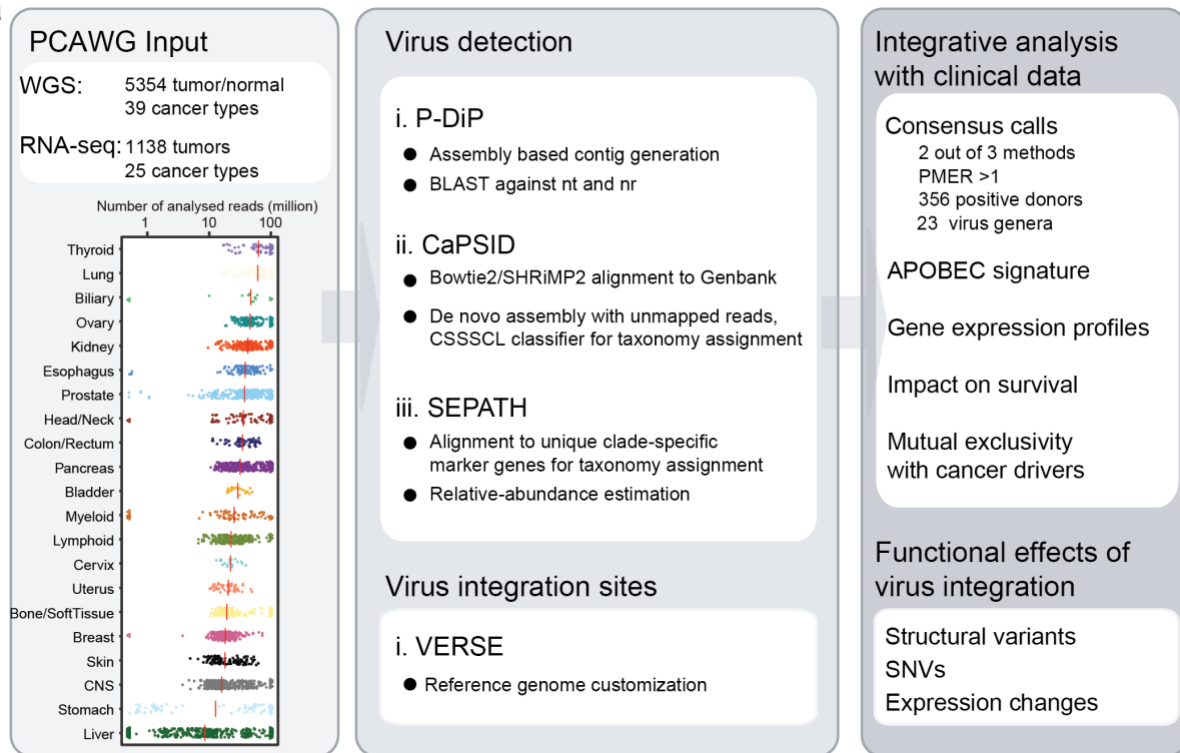 PCAWG Input
WGS: 5354 tumor/normal
39 cancer types
RNA-seq: 1138 tumors
25 cancer types
Number of analysed reads (million)
1 10 100
Thyroid
Lung
Biliary
Ovary
Kidney
Esophagus
Prostate
Head/Neck
Colon/Rectum
Pancreas
Bladder
Myeloid
Lymphoid
Cervix
Uterus
Bone/SoftTissue
Breast
Skin
CNS
Stomach
Liver
Virus detection
i. P-DiP
● Assembly based contig generation
● BLAST against nt and nr
ii. CaPSID
● Bowtie2/SHRiMP2 alignment to Genbank
● De novo assembly with unmapped reads,
CSSSCL classifier for taxonomy assignment
iii. SEPATH
● Alignment to unique clade-specific
marker genes for taxonomy assignment
● Relative-abundance estimation
Virus integration sites
i. VERSE
● Reference genome customization
Integrative analysis
with clinical data
Consensus calls
2 out of 3 methods
PMER >1
356 positive donors
23 virus genera
APOBEC signature
Gene expression profiles
Impact on survival
Mutual exclusivity
with cancer drivers
Functional effects of
virus integration
Structural variants
SNVs
Expression changes